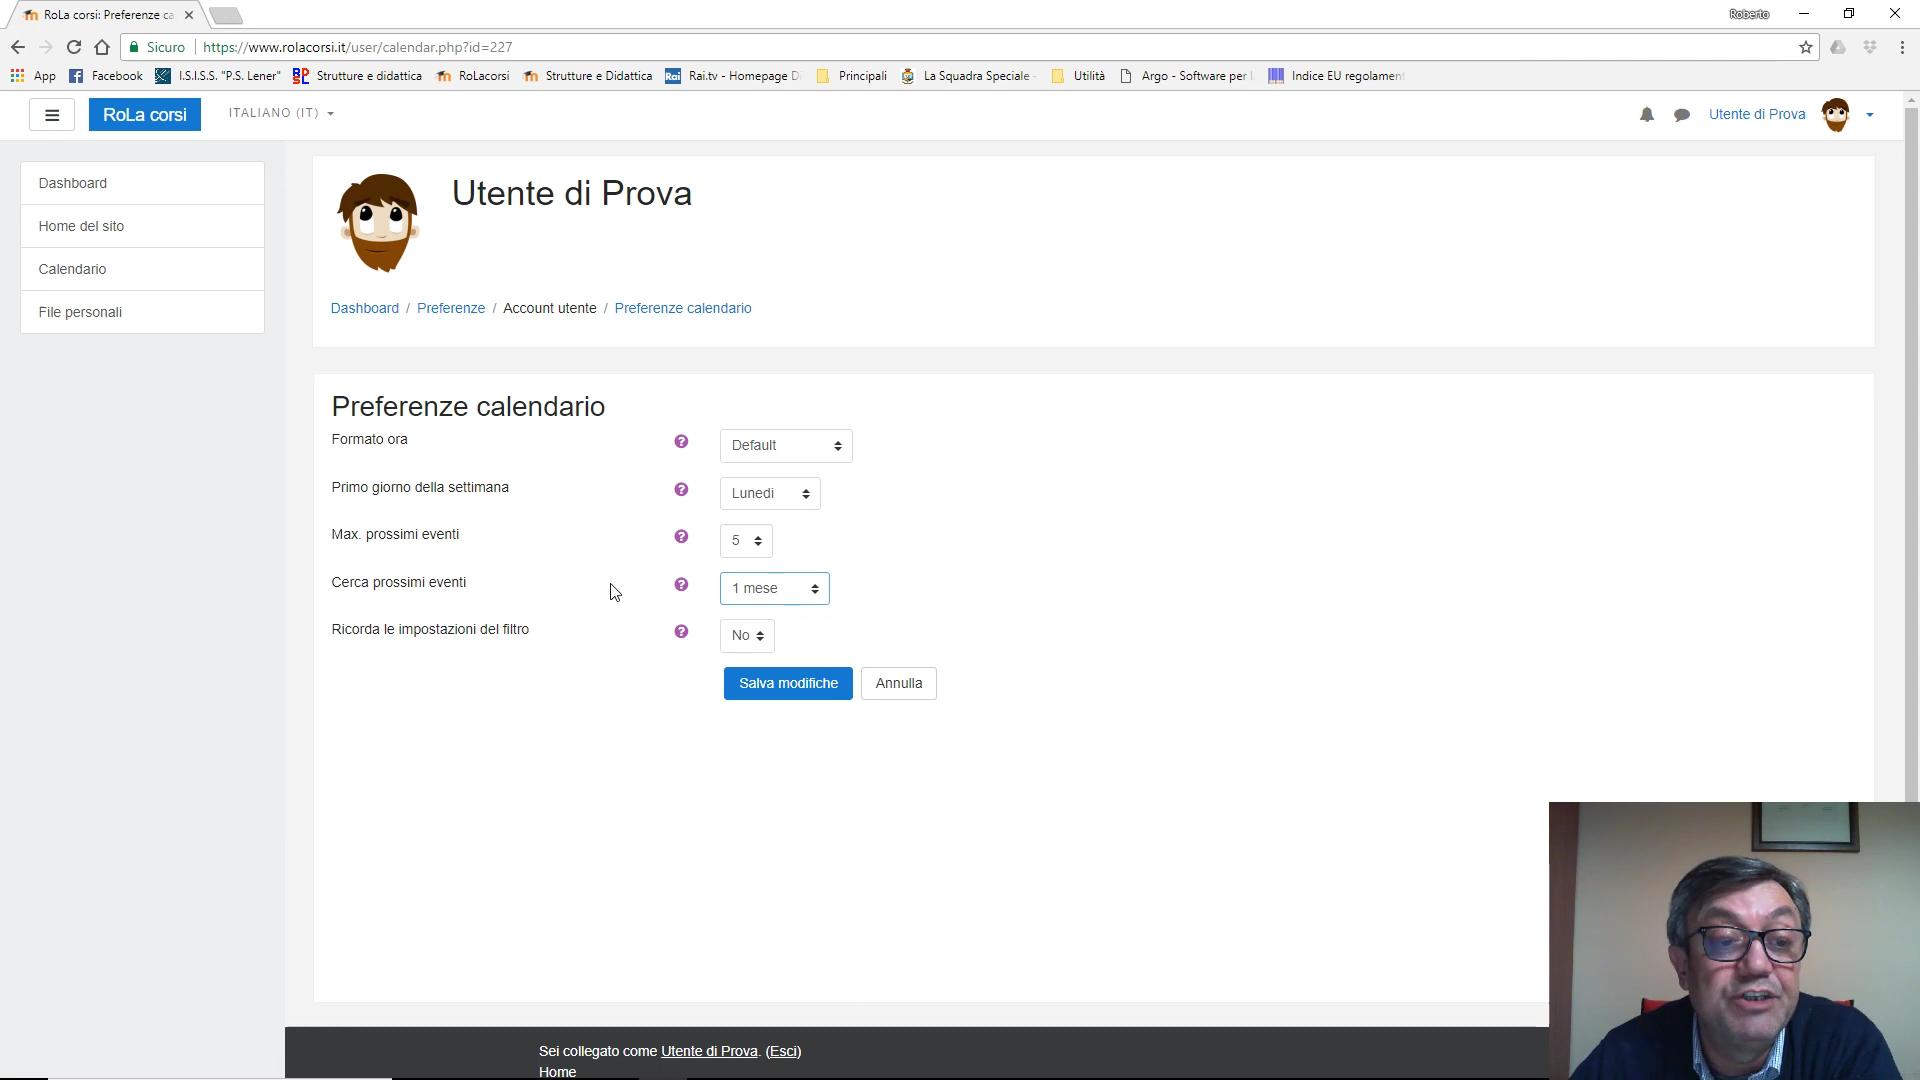 RoLa corsi: Preferenze ca
Roberto
Sicuro
https://www.rolacorsi.it/user/calendar.php?id=227
App
Facebook
I.S.I.S.S. "P.S. Lener"
Strutture e didattica
RoLacorsi
Strutture e Didattica
Rai
Rai.tv - Homepage D
Principali
La Squadra Speciale
Utilità
Argo - Software per l
Indice EU regolament
RoLa corsi
ITALIANO (IT)
Utente di Prova
Dashboard
Home del sito
Calendario
File personali
Utente di Prova
Dashboard / Preferenze / Account utente / Preferenze calendario
Preferenze calendario
Formato ora
? Default
Primo giorno della settimana
? Lunedì
Max. prossimi eventi
? 5
Cerca prossimi eventi
? 1 mese
Ricorda le impostazioni del filtro
? No
Salva modifiche
Annulla
Sei collegato come Utente di Prova. (Esci)
Home